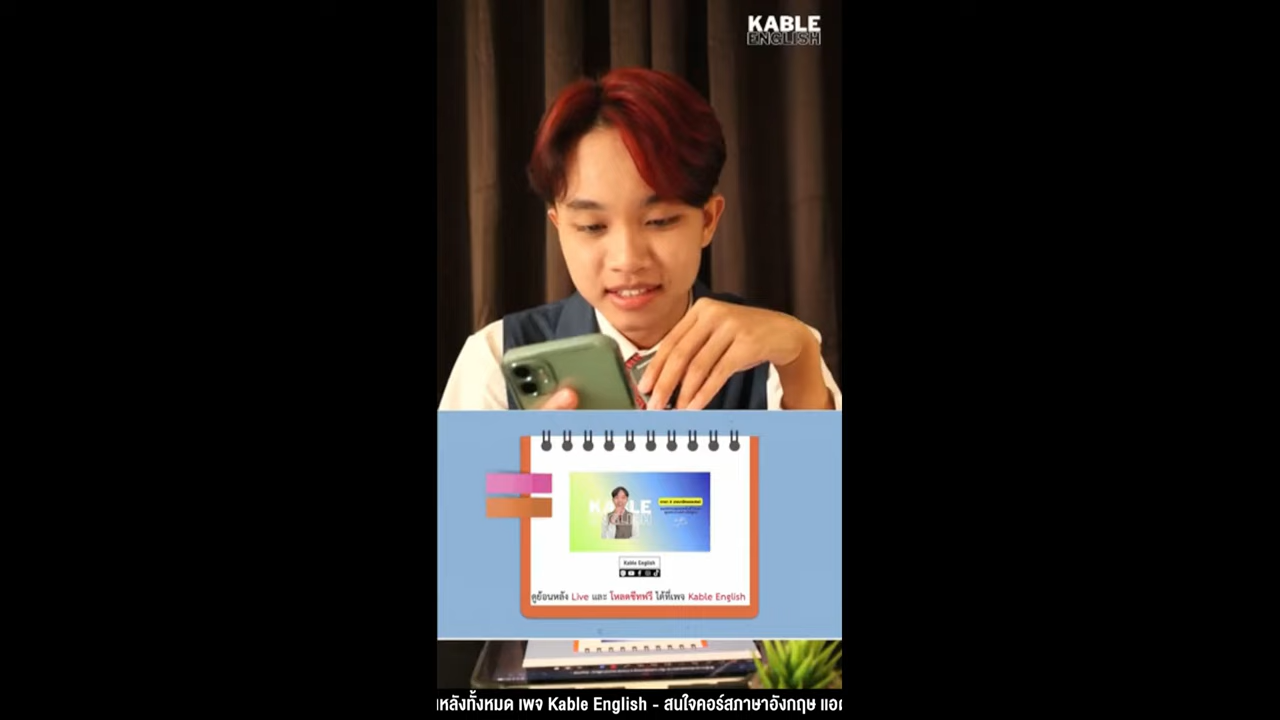 KABLE
ENGLISH
KABLE
ENGLISH
Kable English
ดูย้อนหลัง Live และ โหลดชีทฟรี ได้ที่เพจ Kable English
หลังทั้งหมด เพจ Kable English - สนใจคอร์สภาษาอังกฤษ แอด